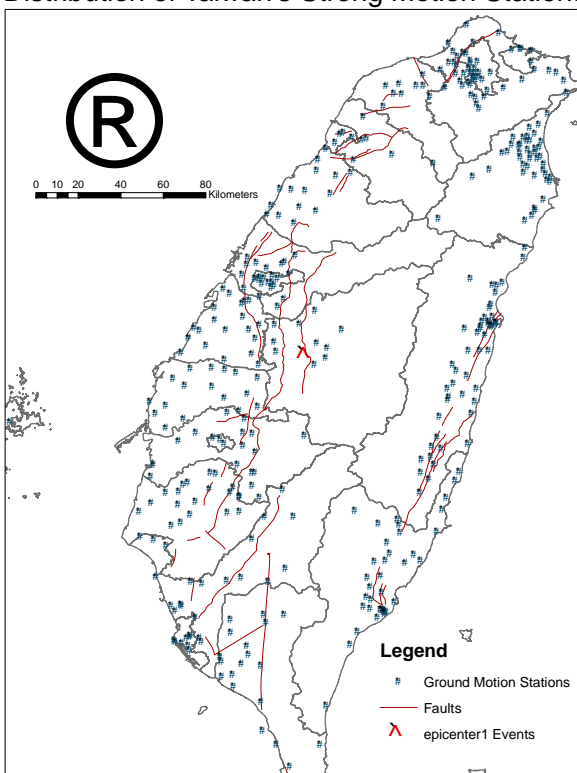 Distribution of Taiwan's Strong Motion Station
R
0 10 20 40 60 80
Kilometers
Legend
Ground Motion Stations
Faults
epicenter1 Events